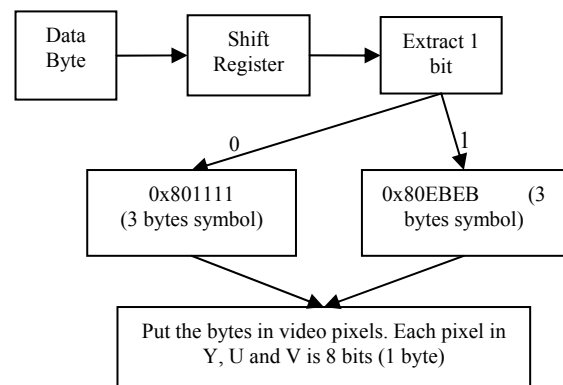 Data
Byte
Shift
Register
Extract 1
bit
0
1
0x801111
(3 bytes symbol)
0x80EBEB (3
bytes symbol)
Put the bytes in video pixels. Each pixel in
Y, U and V is 8 bits (1 byte)